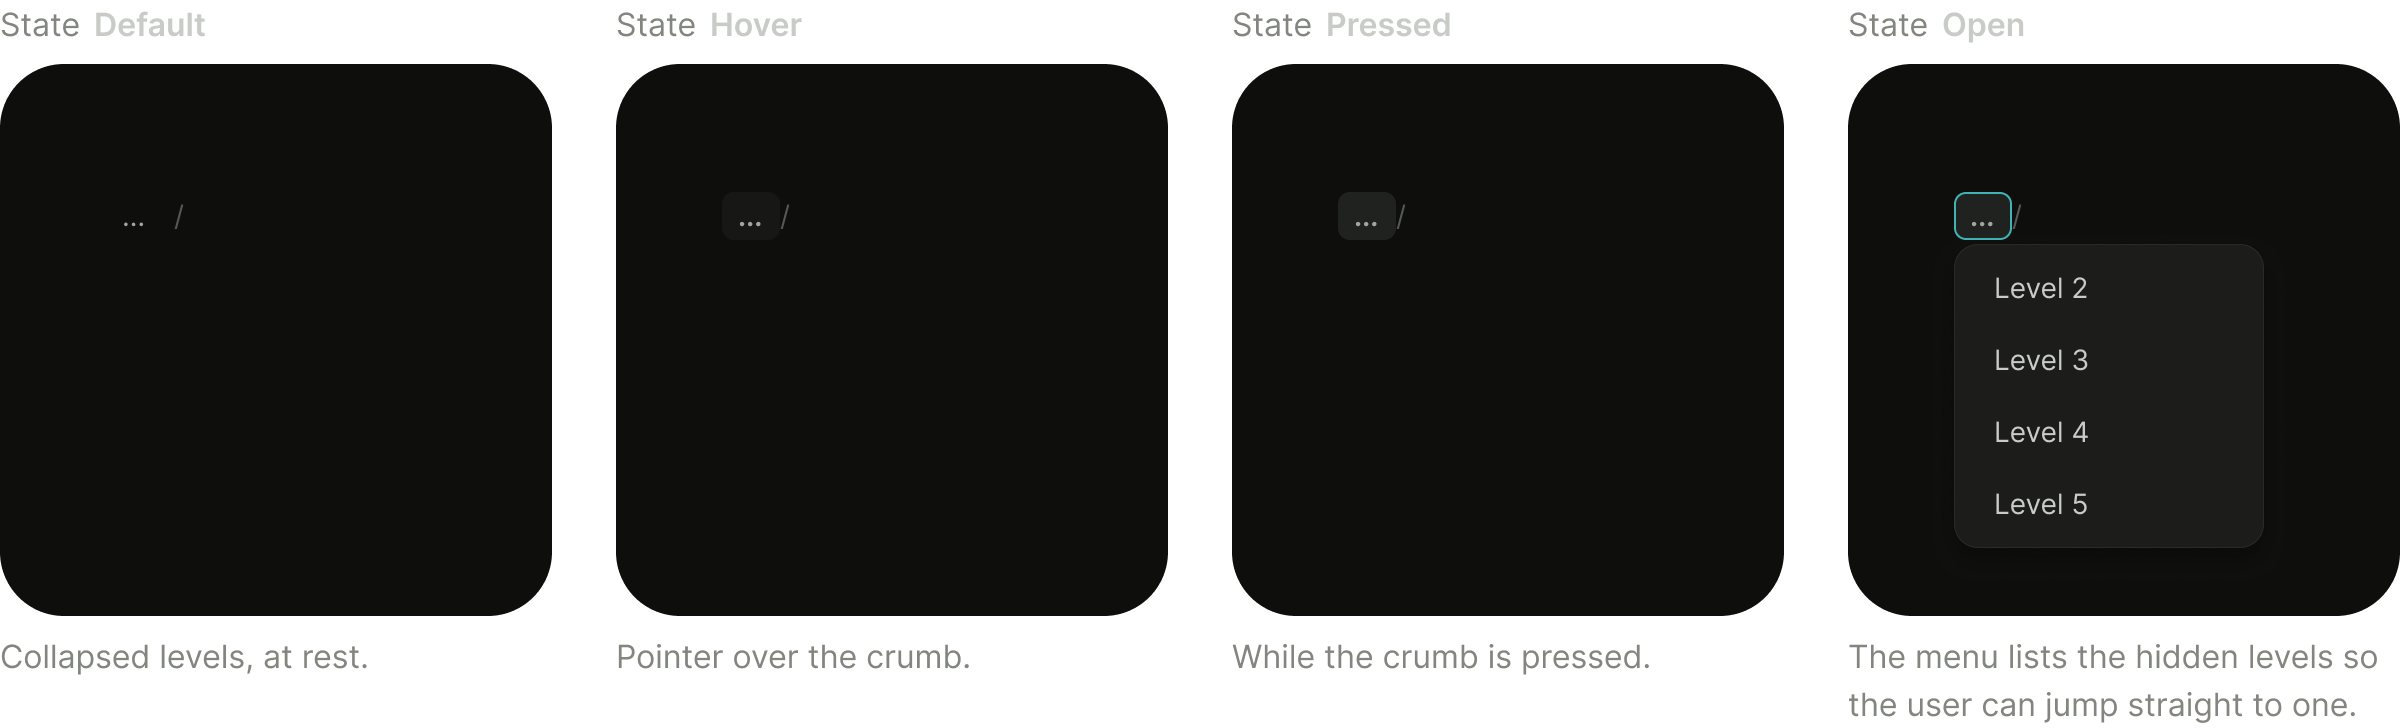 State Default
... /
Collapsed levels, at rest.
State Hover
... /
Pointer over the crumb.
State Pressed
... /
While the crumb is pressed.
State Open
... /
Level 2
Level 3
Level 4
Level 5
The menu lists the hidden levels so
the user can jump straight to one.